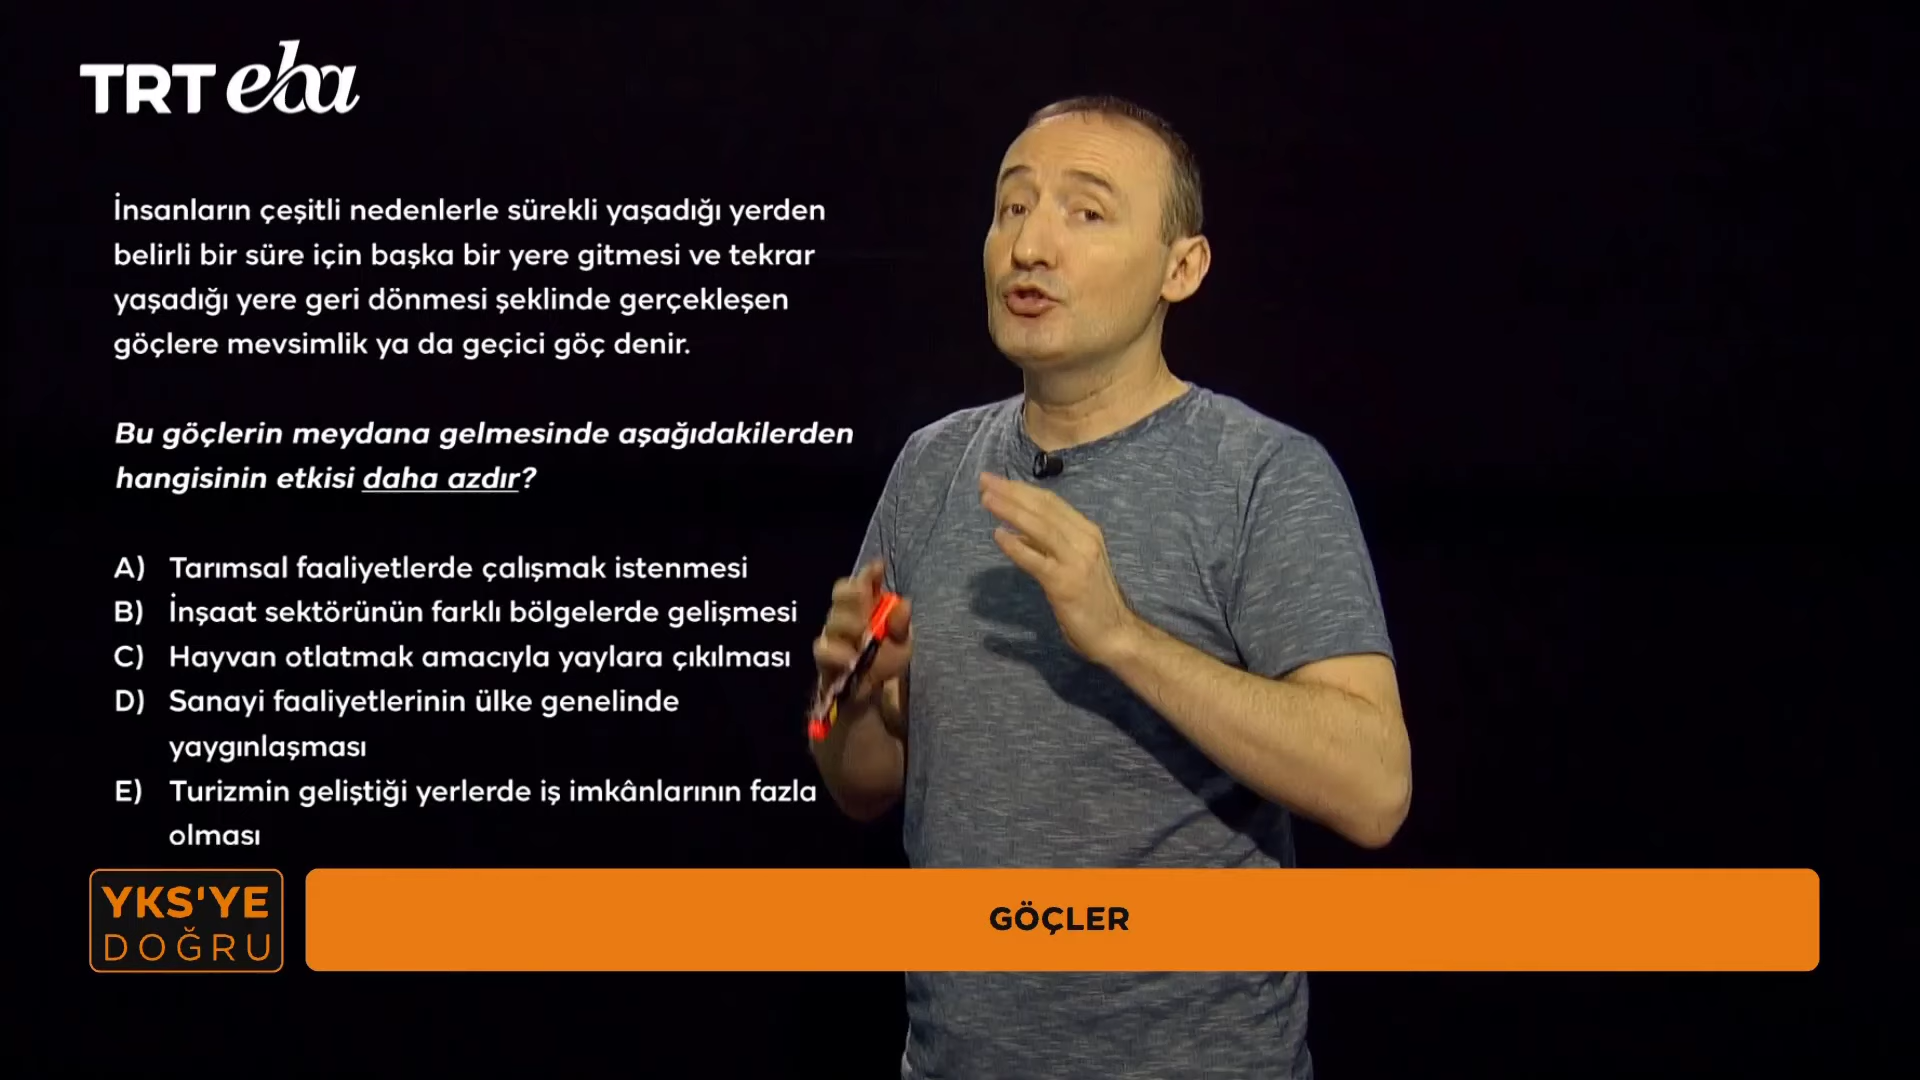 TRT eba
İnsanların çeşitli nedenlerle sürekli yaşadığı yerden
belirli bir süre için başka bir yere gitmesi ve tekrar
yaşadığı yere geri dönmesi şeklinde gerçekleşen
göçlere mevsimlik ya da geçici göç denir.
Bu göçlerin meydana gelmesinde aşağıdakilerden
hangisinin etkisi daha azdır?
A) Tarımsal faaliyetlerde çalışmak istenmesi
B) İnşaat sektörünün farklı bölgelerde gelişmesi
C) Hayvan otlatmak amacıyla yaylara çıkılması
D) Sanayi faaliyetlerinin ülke genelinde
yaygınlaşması
E) Turizmin geliştiği yerlerde iş imkânlarının fazla
olması
YKS'YE
DOĞRU
GÖÇLER